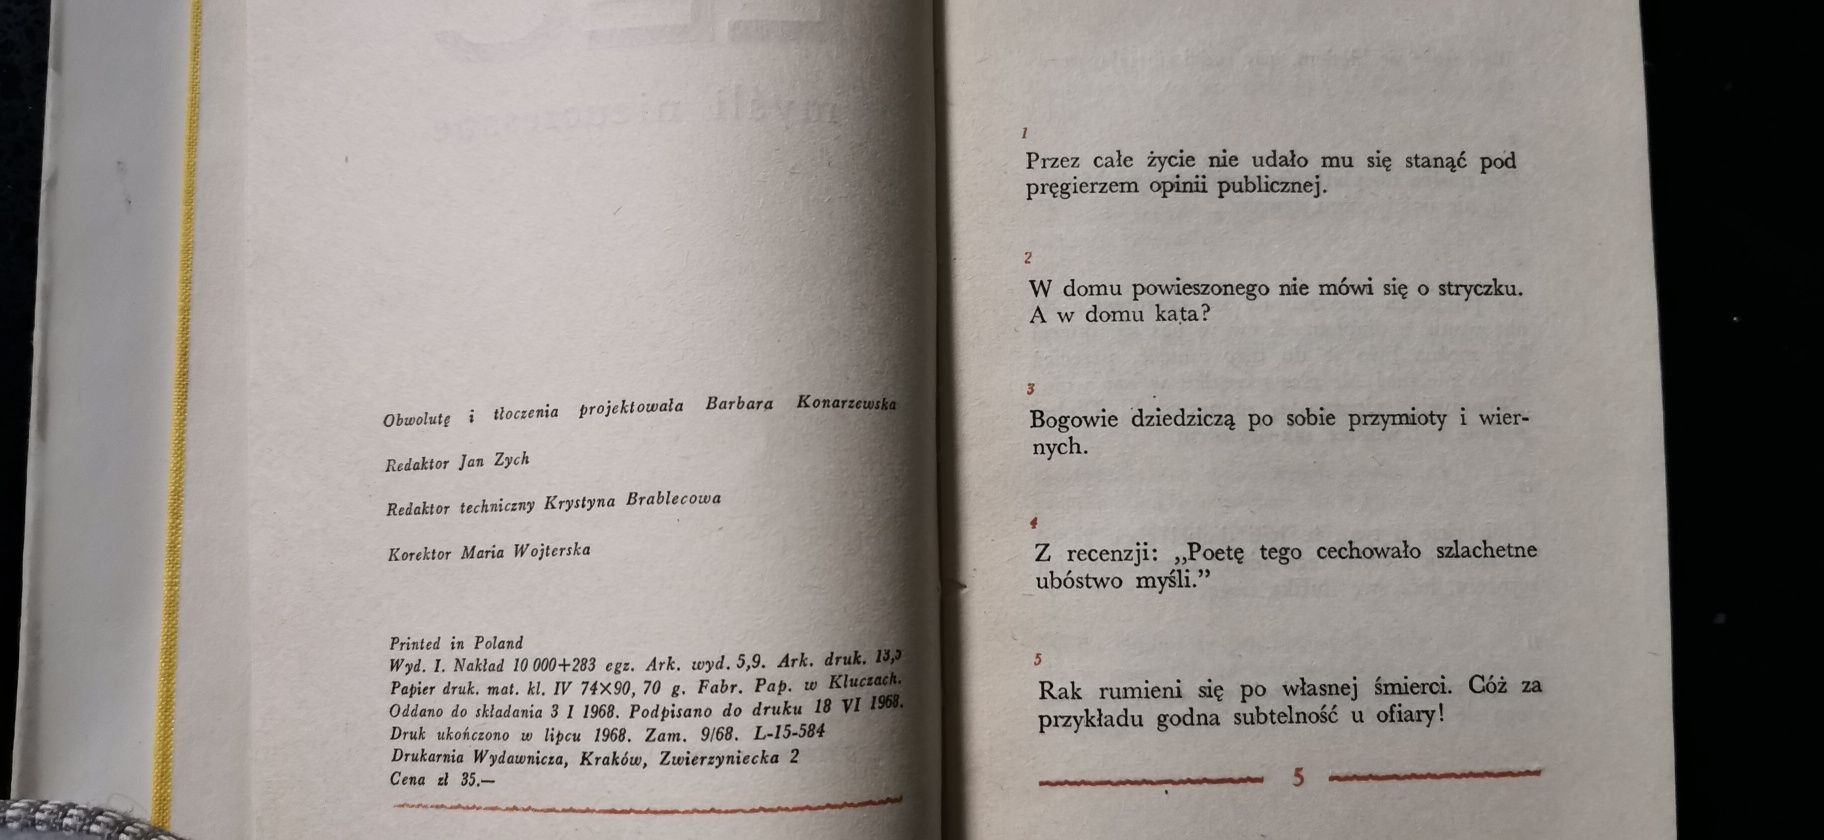 Obwolutę i tłoczenia projektowała Barbara Konarzewska
Redaktor Jan Zych
Redaktor techniczny Krystyna Brablecowa
Korektor Maria Wojterska
Printed in Poland
Wyd. I. Nakład 10 000+283 egz. Ark. wyd. 5,9. Ark. druk. 13,5
Papier druk. mat. kl. IV 74×90, 70 g. Fabr. Pap. w Kluczach.
Oddano do składania 3 I 1968. Podpisano do druku 18 VI 1968.
Druk ukończono w lipcu 1968. Zam. 9/68. L-15-584
Drukarnia Wydawnicza, Kraków, Zwierzyniecka 2
Cena zł 35.—
1
Przez całe życie nie udało mu się stanąć pod
pręgierzem opinii publicznej.
2
W domu powieszonego nie mówi się o stryczku.
A w domu kata?
3
Bogowie dziedziczą po sobie przymioty i wier-
nych.
4
Z recenzji: „Poetę tego cechowało szlachetne
ubóstwo myśli.”
5
Rak rumieni się po własnej śmierci. Cóż za
przykładu godna subtelność u ofiary!
5